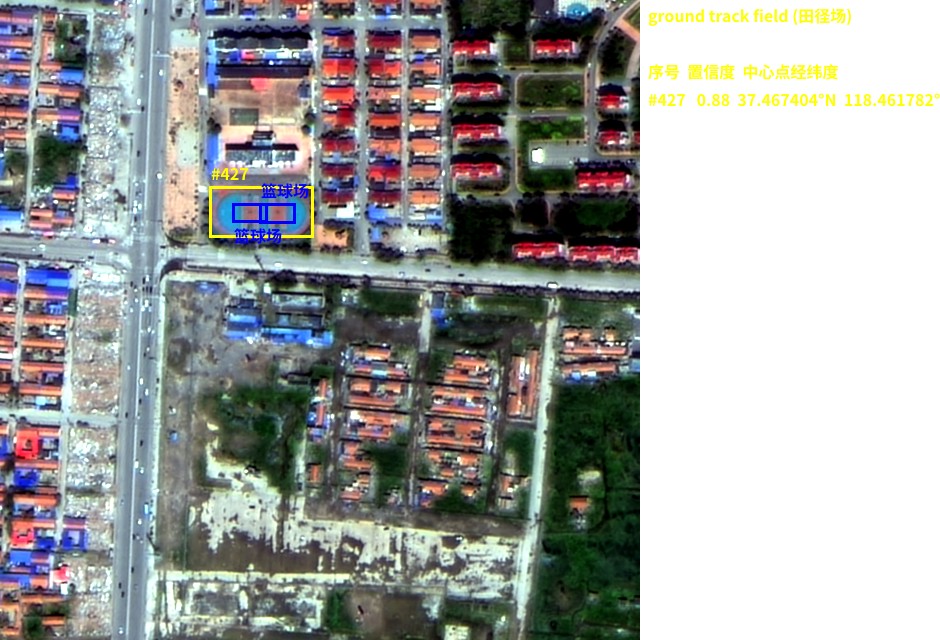 ground track field (田径场)
序号 置信度 中心点经纬度
#427 0.88 37.467404°N 118.461782°
#427
篮球场
篮球场